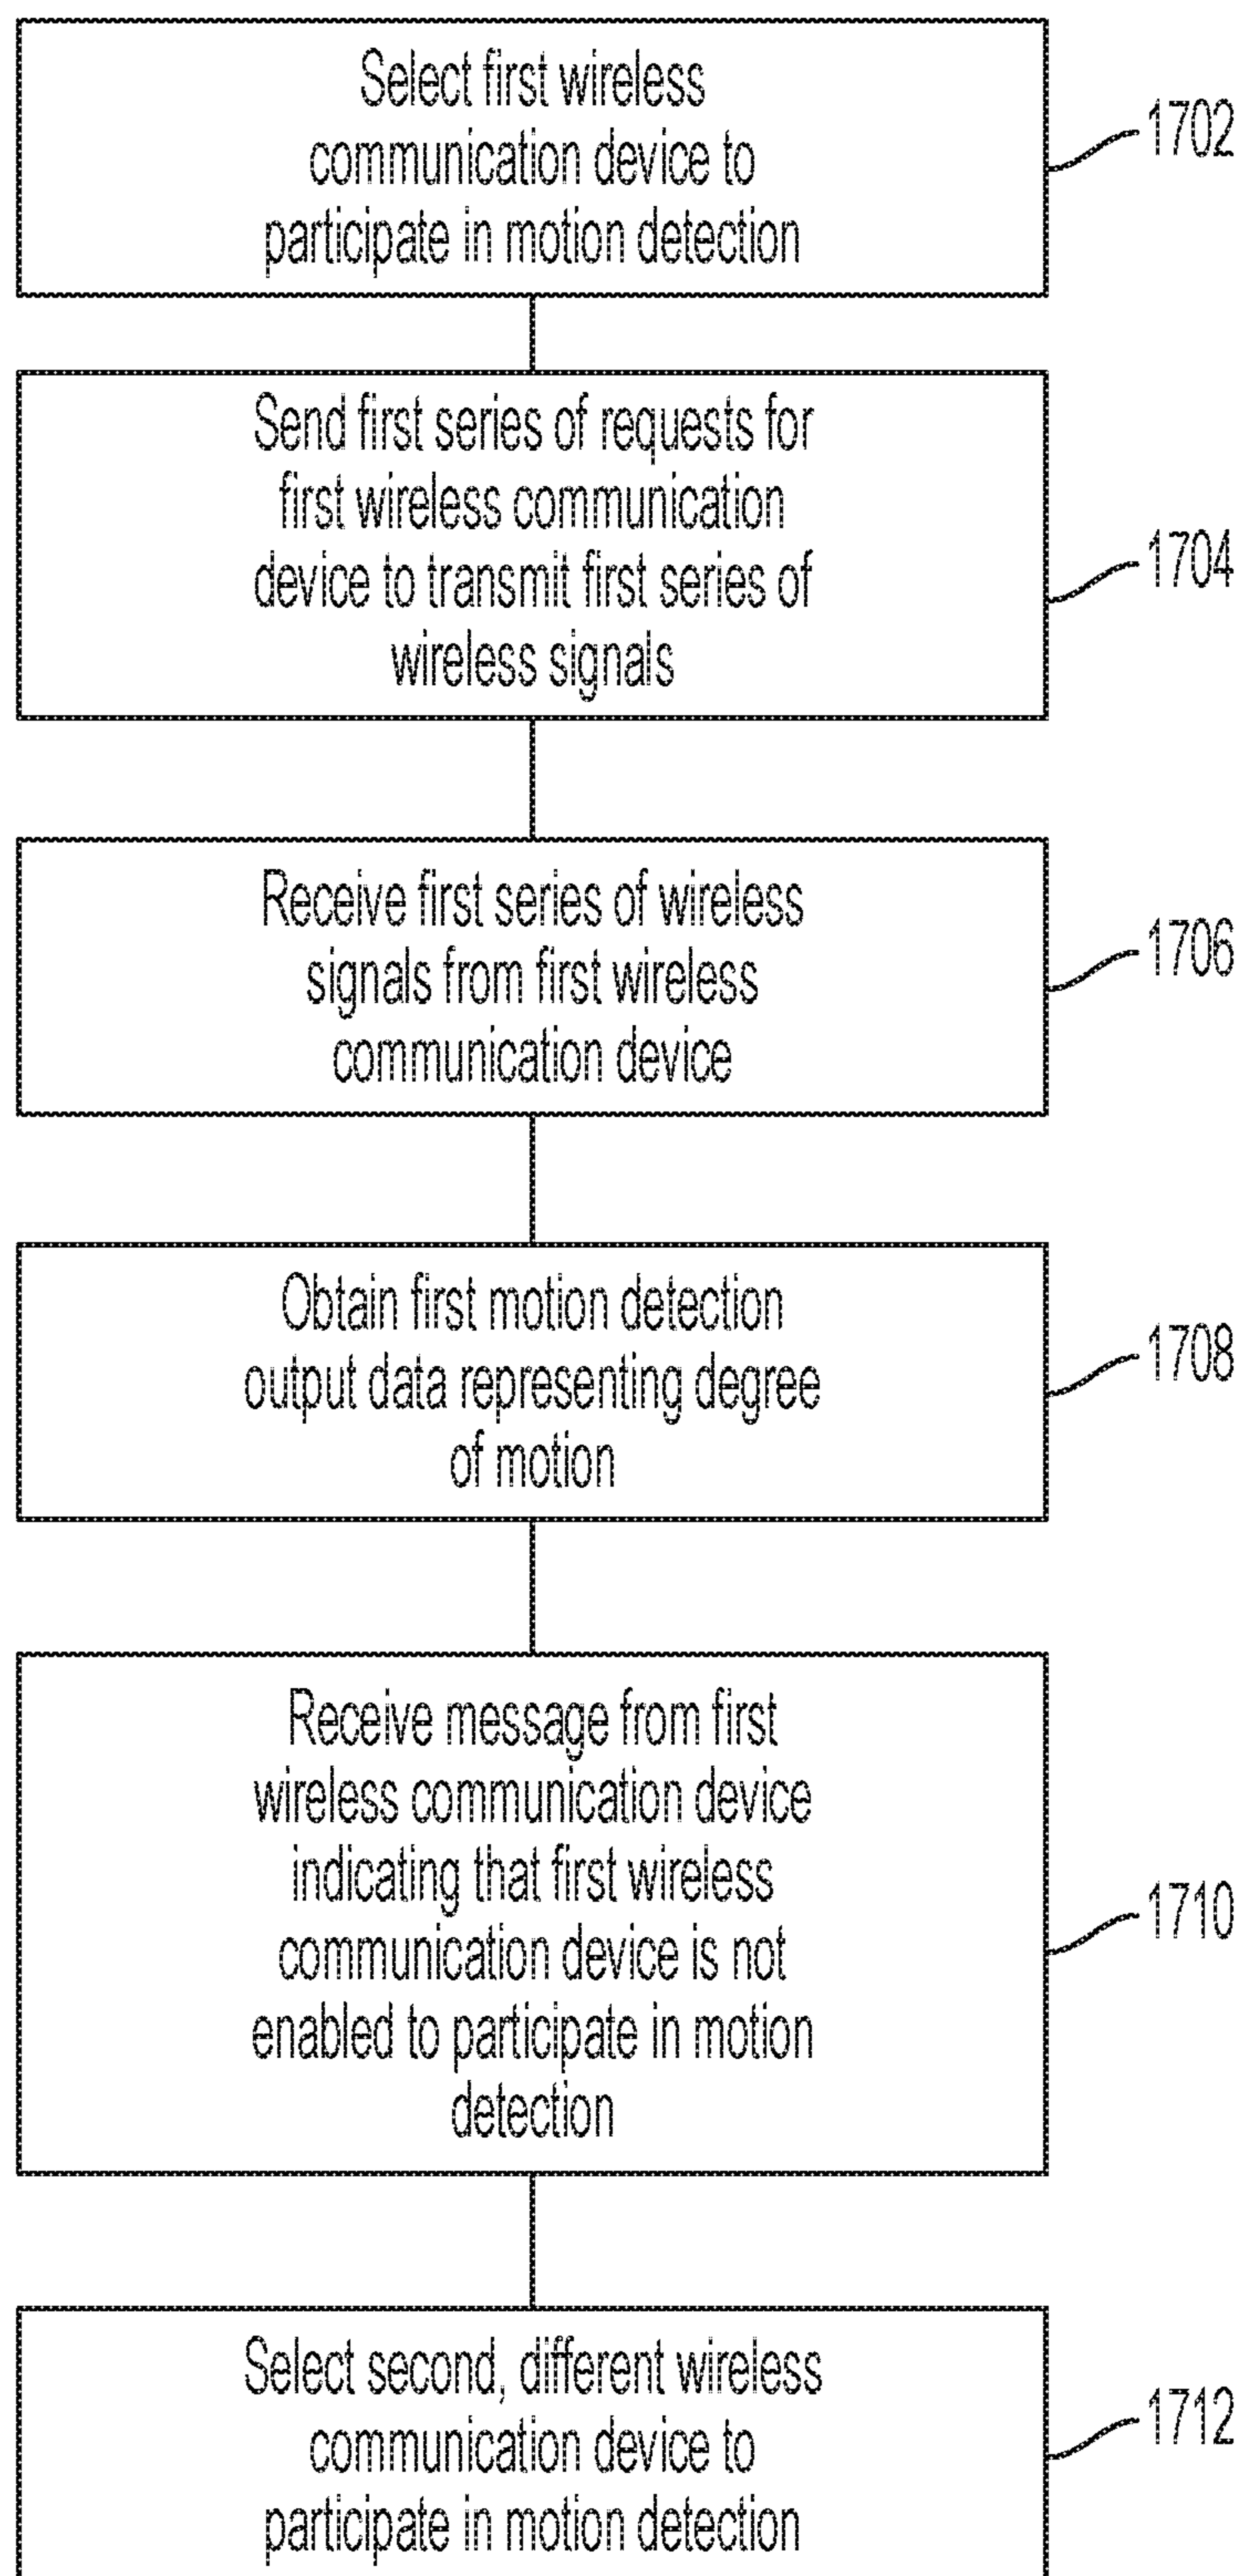 Select first wireless
communication device to
participate in motion detection
1702
Send first series of requests for
first wireless communication
device to transmit first series of
wireless signals
1704
Receive first series of wireless
signals from first wireless
communication device
1706
Obtain first motion detection
output data representing degree
of motion
1708
Receive message from first
wireless communication device
indicating that first wireless
communication device is not
enabled to participate in motion
detection
1710
Select second, different wireless
communication device to
participate in motion detection
1712